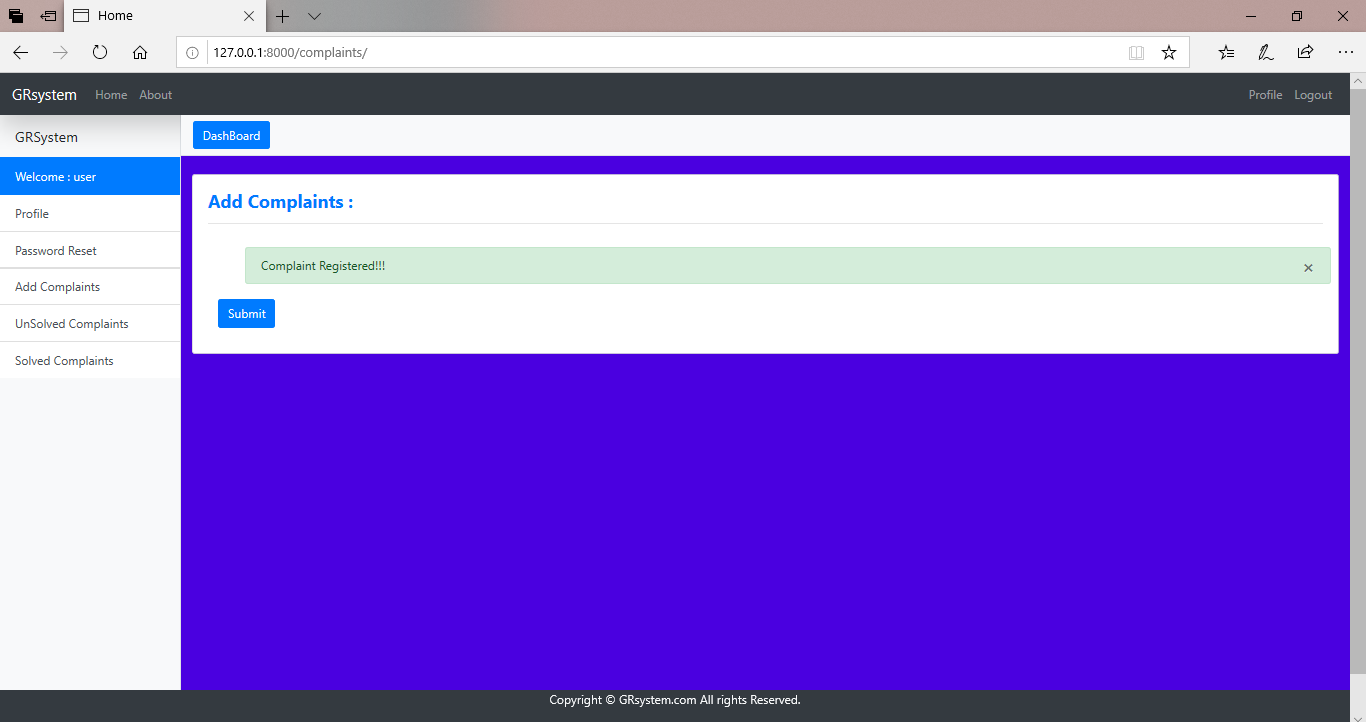 Home
127.0.0.1:8000/complaints/
GRsystem Home About Profile Logout
GRSystem
DashBoard
Welcome : user
Profile
Password Reset
Add Complaints
UnSolved Complaints
Solved Complaints
Add Complaints :
Complaint Registered!!! ×
Submit
Copyright © GRsystem.com All rights Reserved.